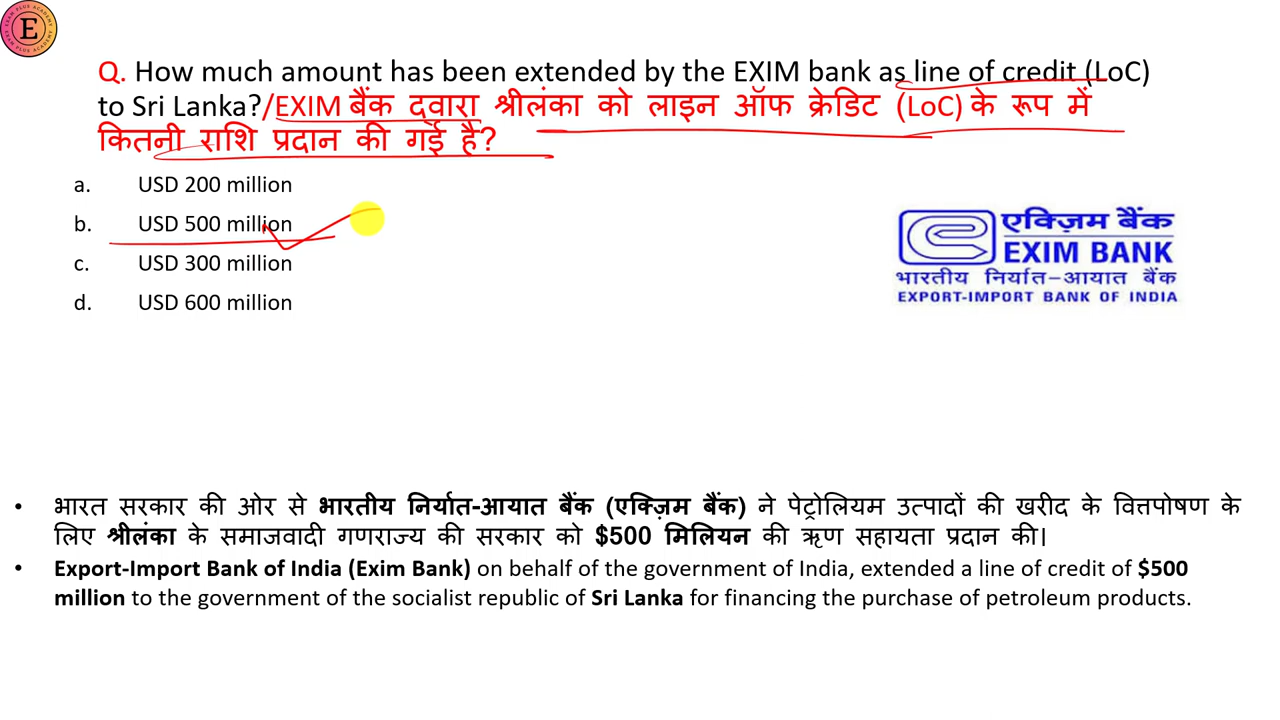 E
EXAM PLUS ACADEMY
Q. How much amount has been extended by the EXIM bank as line of credit (LoC)
to Sri Lanka?/EXIM बैंक दवारा श्रीलंका को लाइन ऑफ क्रेडिट (LoC) के रूप में
कितनी राशि प्रदान की गई है?
a. USD 200 million
b. USD 500 million
c. USD 300 million
d. USD 600 million
एक्ज़िम बैंक
EXIM BANK
भारतीय निर्यात-आयात बैंक
EXPORT-IMPORT BANK OF INDIA
• भारत सरकार की ओर से भारतीय निर्यात-आयात बैंक (एक्ज़िम बैंक) ने पेट्रोलियम उत्पादों की खरीद के वित्तपोषण के
लिए श्रीलंका के समाजवादी गणराज्य की सरकार को $500 मिलियन की ऋण सहायता प्रदान की।
• Export-Import Bank of India (Exim Bank) on behalf of the government of India, extended a line of credit of $500
million to the government of the socialist republic of Sri Lanka for financing the purchase of petroleum products.